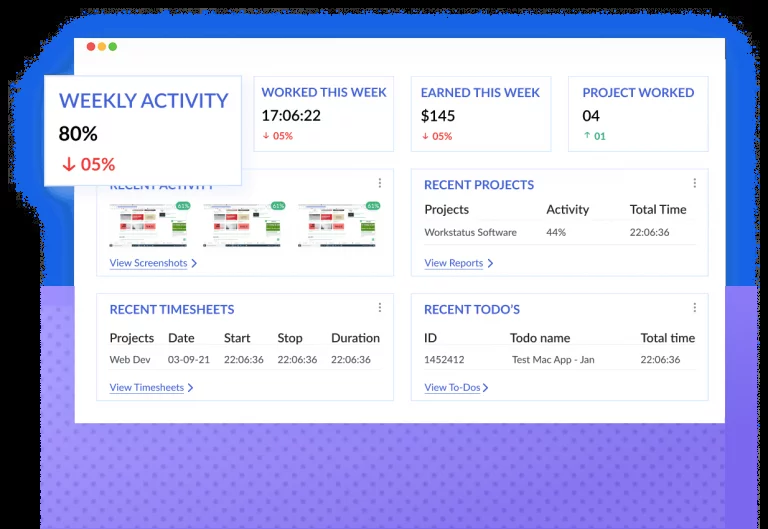 WEEKLY ACTIVITY
80%
↓ 05%
WORKED THIS WEEK
17:06:22
↓ 05%
EARNED THIS WEEK
$145
↓ 05%
PROJECT WORKED
04
↑ 01
RECENT ACTIVITY
61% 61% 61%
View Screenshots >
RECENT PROJECTS
Projects Activity Total Time
Workstatus Software 44% 22:06:36
View Reports >
RECENT TIMESHEETS
Projects Date Start Stop Duration
Web Dev 03-09-21 22:06:36 22:06:36 22:06:36
View Timesheets >
RECENT TODO'S
ID Todo name Total time
1452412 Test Mac App - Jan 22:06:36
View To-Dos >